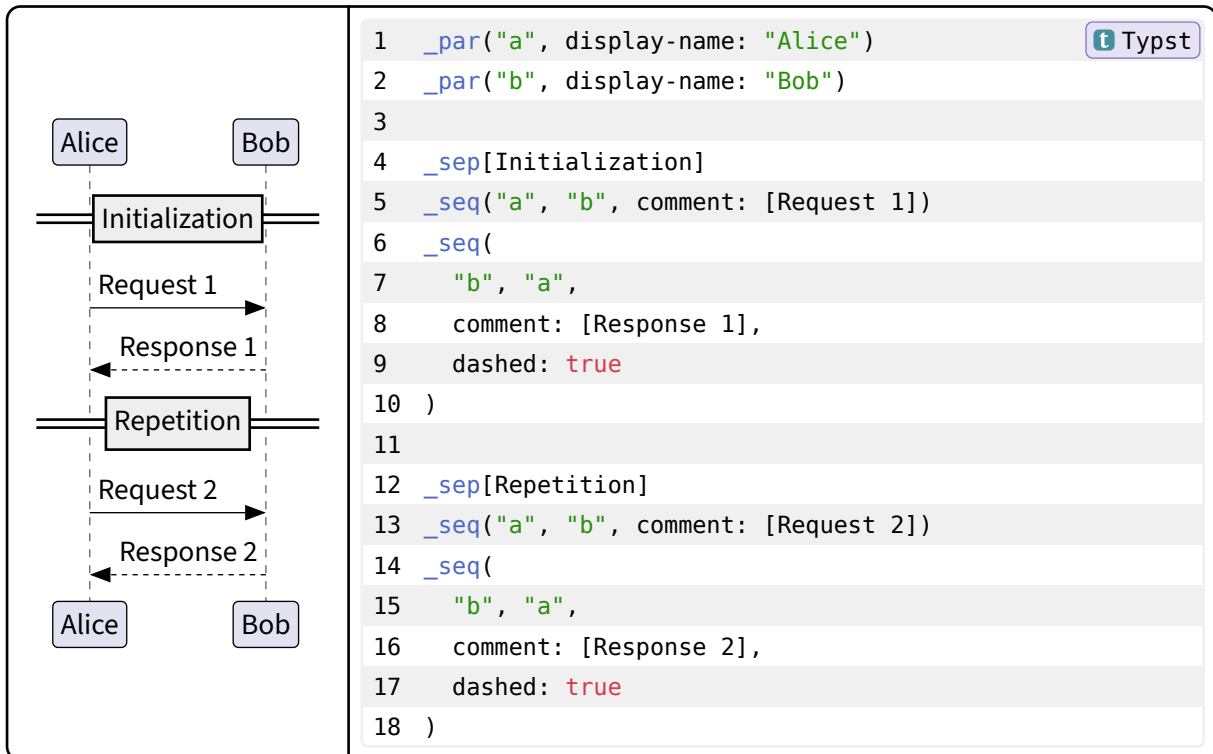 Alice Bob
Initialization
Request 1
Response 1
Repetition
Request 2
Response 2
Alice Bob
t Typst
1 _par("a", display-name: "Alice")
2 _par("b", display-name: "Bob")
3
4 _sep[Initialization]
5 _seq("a", "b", comment: [Request 1])
6 _seq(
7   "b", "a",
8   comment: [Response 1],
9   dashed: true
10 )
11
12 _sep[Repetition]
13 _seq("a", "b", comment: [Request 2])
14 _seq(
15   "b", "a",
16   comment: [Response 2],
17   dashed: true
18 )